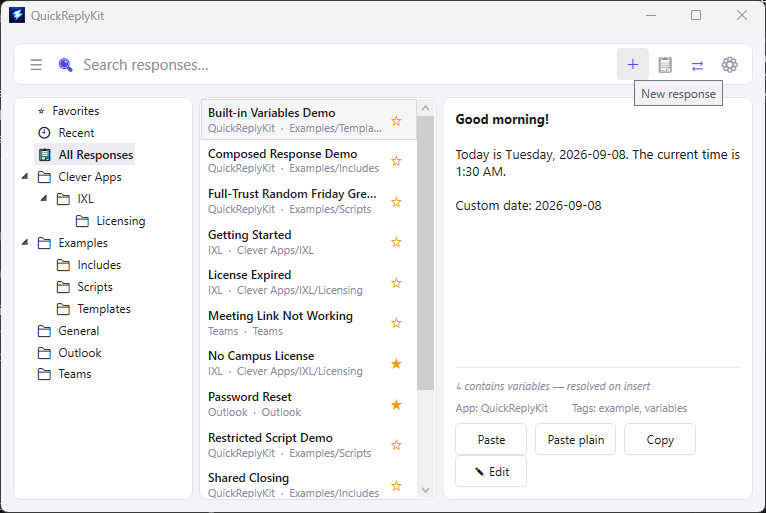 QuickReplyKit
Search responses...
New response
Favorites
Recent
All Responses
Clever Apps
IXL
Licensing
Examples
Includes
Scripts
Templates
General
Outlook
Teams
Built-in Variables Demo
QuickReplyKit · Examples/Templa...
Composed Response Demo
QuickReplyKit · Examples/Includes
Full-Trust Random Friday Gre...
QuickReplyKit · Examples/Scripts
Getting Started
IXL · Clever Apps/IXL
License Expired
IXL · Clever Apps/IXL/Licensing
Meeting Link Not Working
Teams · Teams
No Campus License
IXL · Clever Apps/IXL/Licensing
Password Reset
Outlook · Outlook
Restricted Script Demo
QuickReplyKit · Examples/Scripts
Shared Closing
QuickReplyKit · Examples/Includes
Good morning!
Today is Tuesday, 2026-09-08. The current time is
1:30 AM.
Custom date: 2026-09-08
↳ contains variables — resolved on insert
App: QuickReplyKit Tags: example, variables
Paste Paste plain Copy
Edit